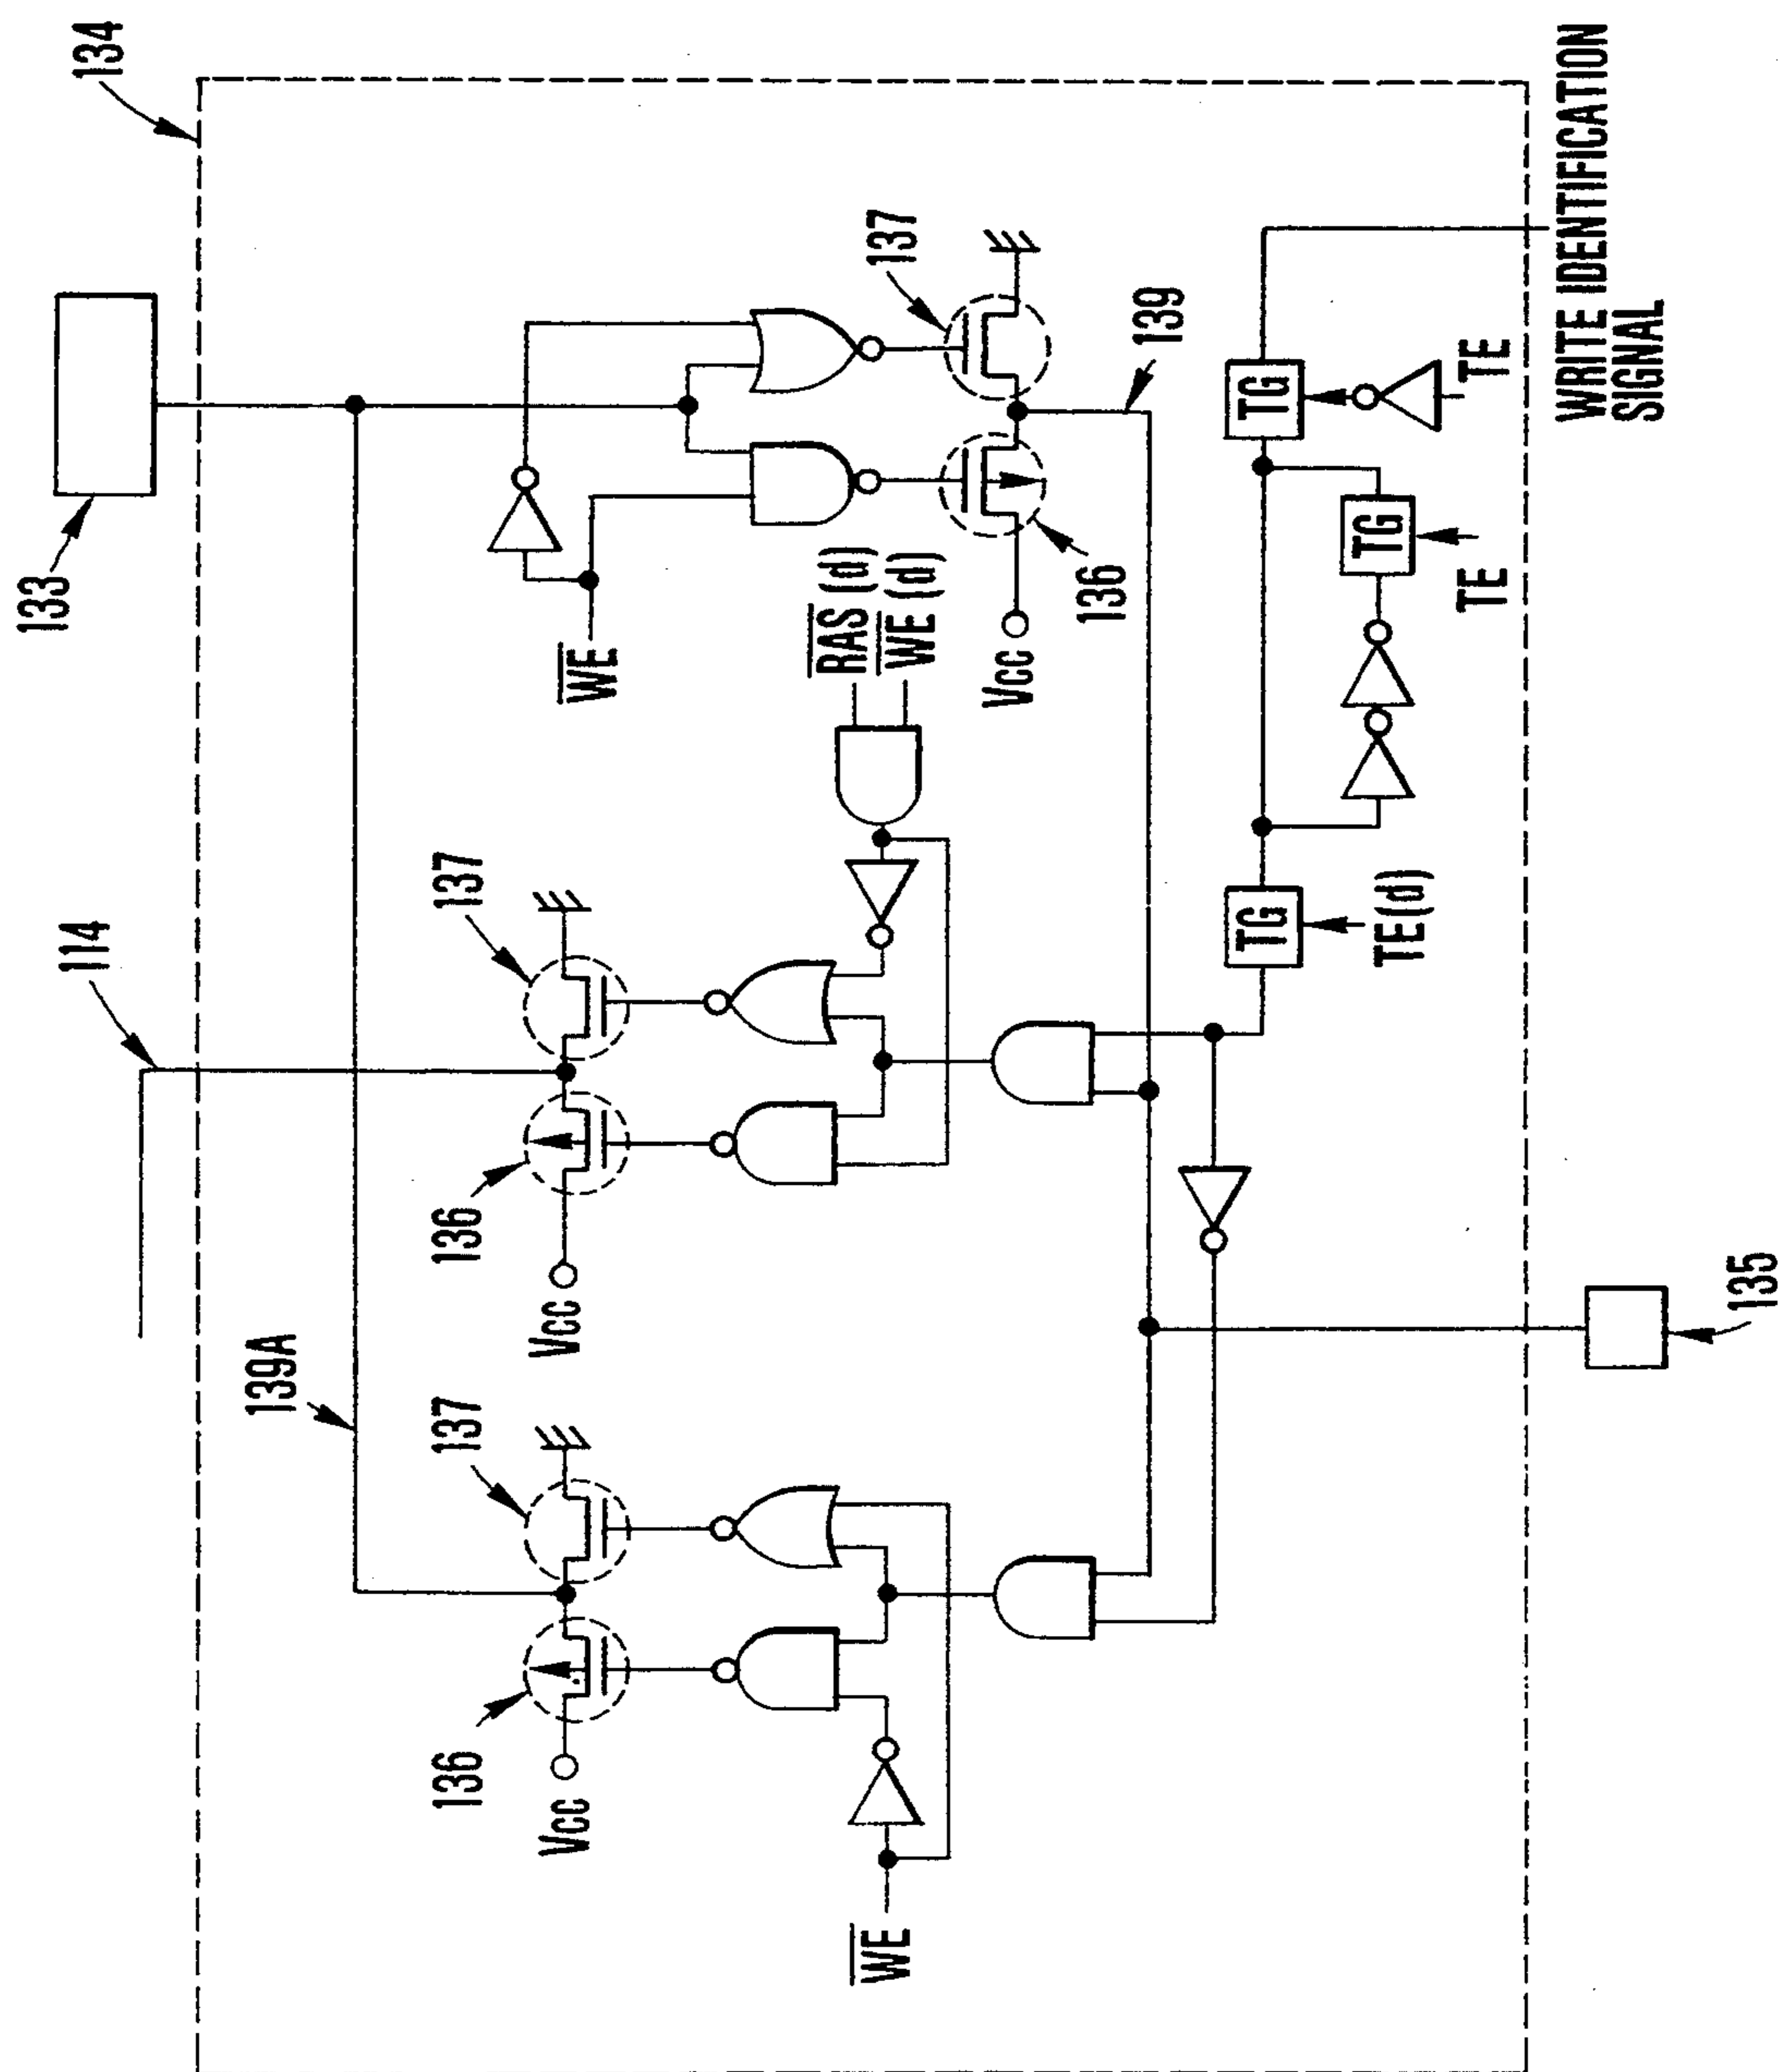 133
134
WE
137
136
139
Vcc
RAS (d)
WE (d)
114
137
136
Vcc
139A
137
136
Vcc
WE
TG
TE
TG
TE
TG
TE(d)
WRITE IDENTIFICATION
SIGNAL
135